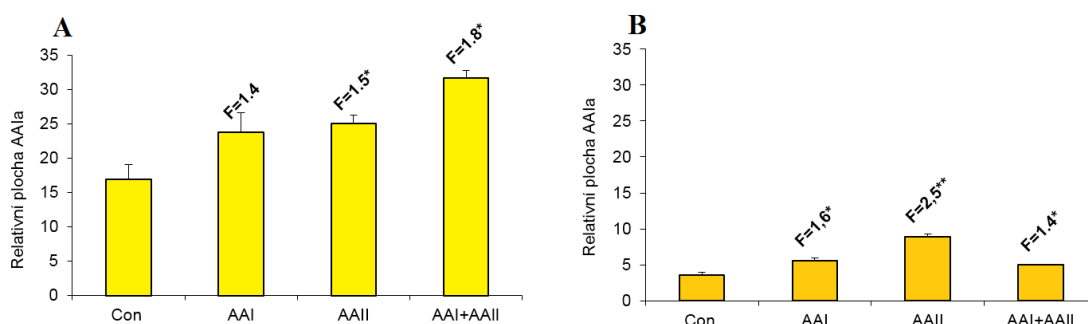 A
Relativní plocha AAIa
35
30
25
20
15
10
5
0
F=1.4
F=1.5*
F=1.8*
Con
AAI
AAII
AAI+AAII
B
Relativní plocha AAIa
35
30
25
20
15
10
5
0
F=1,6*
F=2,5**
F=1.4*
Con
AAI
AAII
AAI+AAII